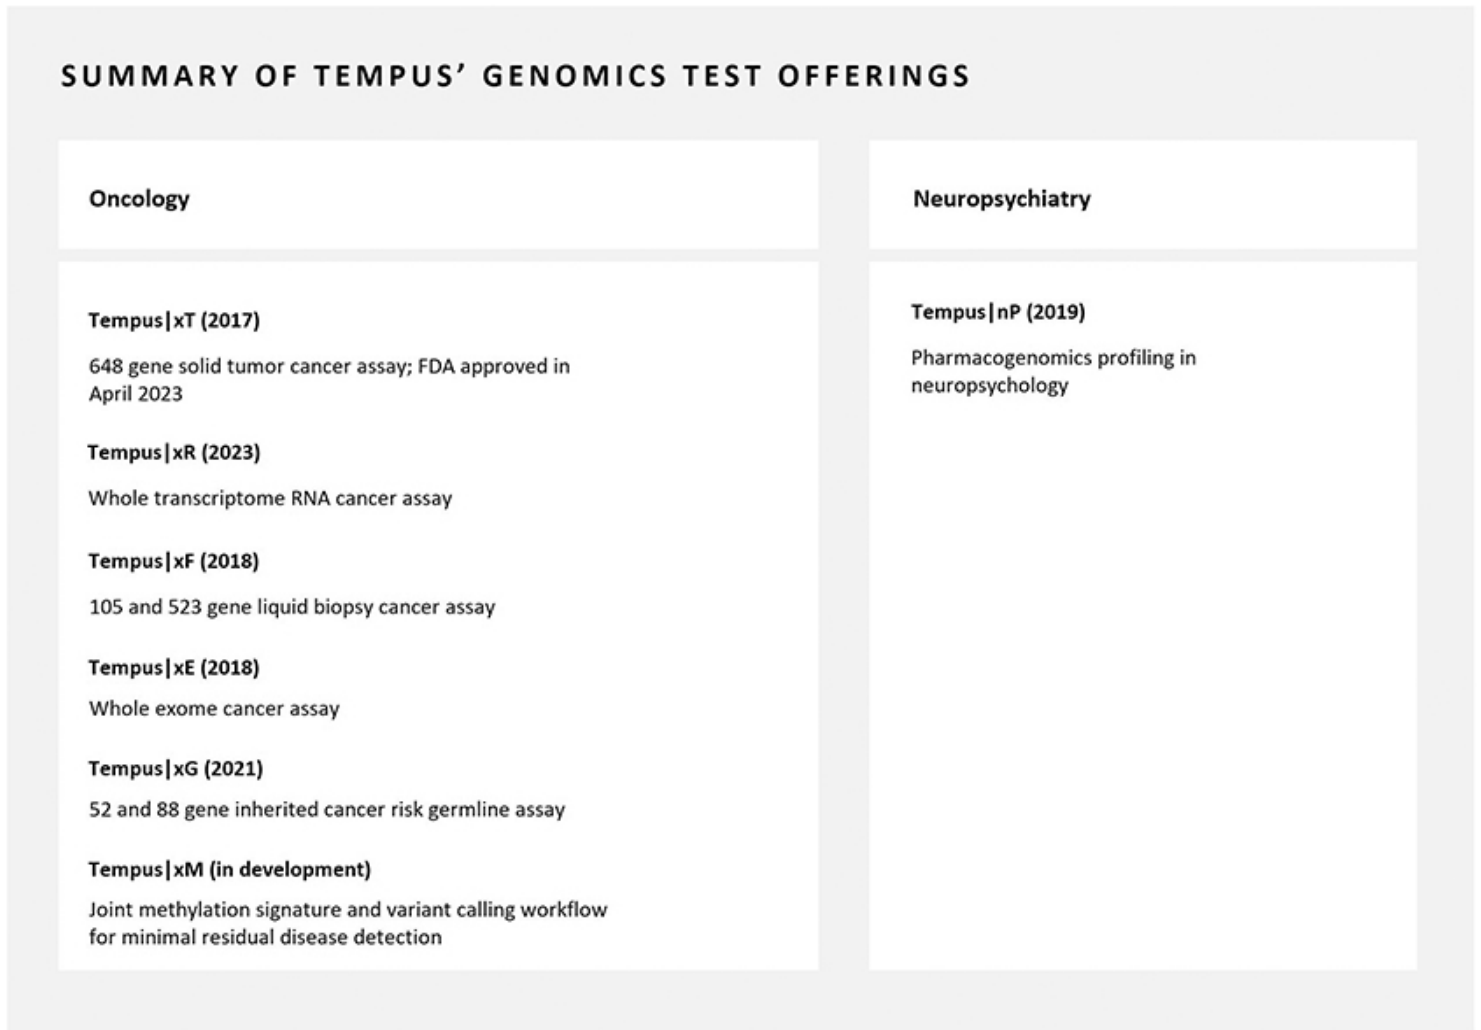 SUMMARY OF TEMPUS’ GENOMICS TEST OFFERINGS
Oncology
Tempus|xT (2017)
648 gene solid tumor cancer assay; FDA approved in
April 2023
Tempus|xR (2023)
Whole transcriptome RNA cancer assay
Tempus|xF (2018)
105 and 523 gene liquid biopsy cancer assay
Tempus|xE (2018)
Whole exome cancer assay
Tempus|xG (2021)
52 and 88 gene inherited cancer risk germline assay
Tempus|xM (in development)
Joint methylation signature and variant calling workflow
for minimal residual disease detection
Neuropsychiatry
Tempus|nP (2019)
Pharmacogenomics profiling in
neuropsychology